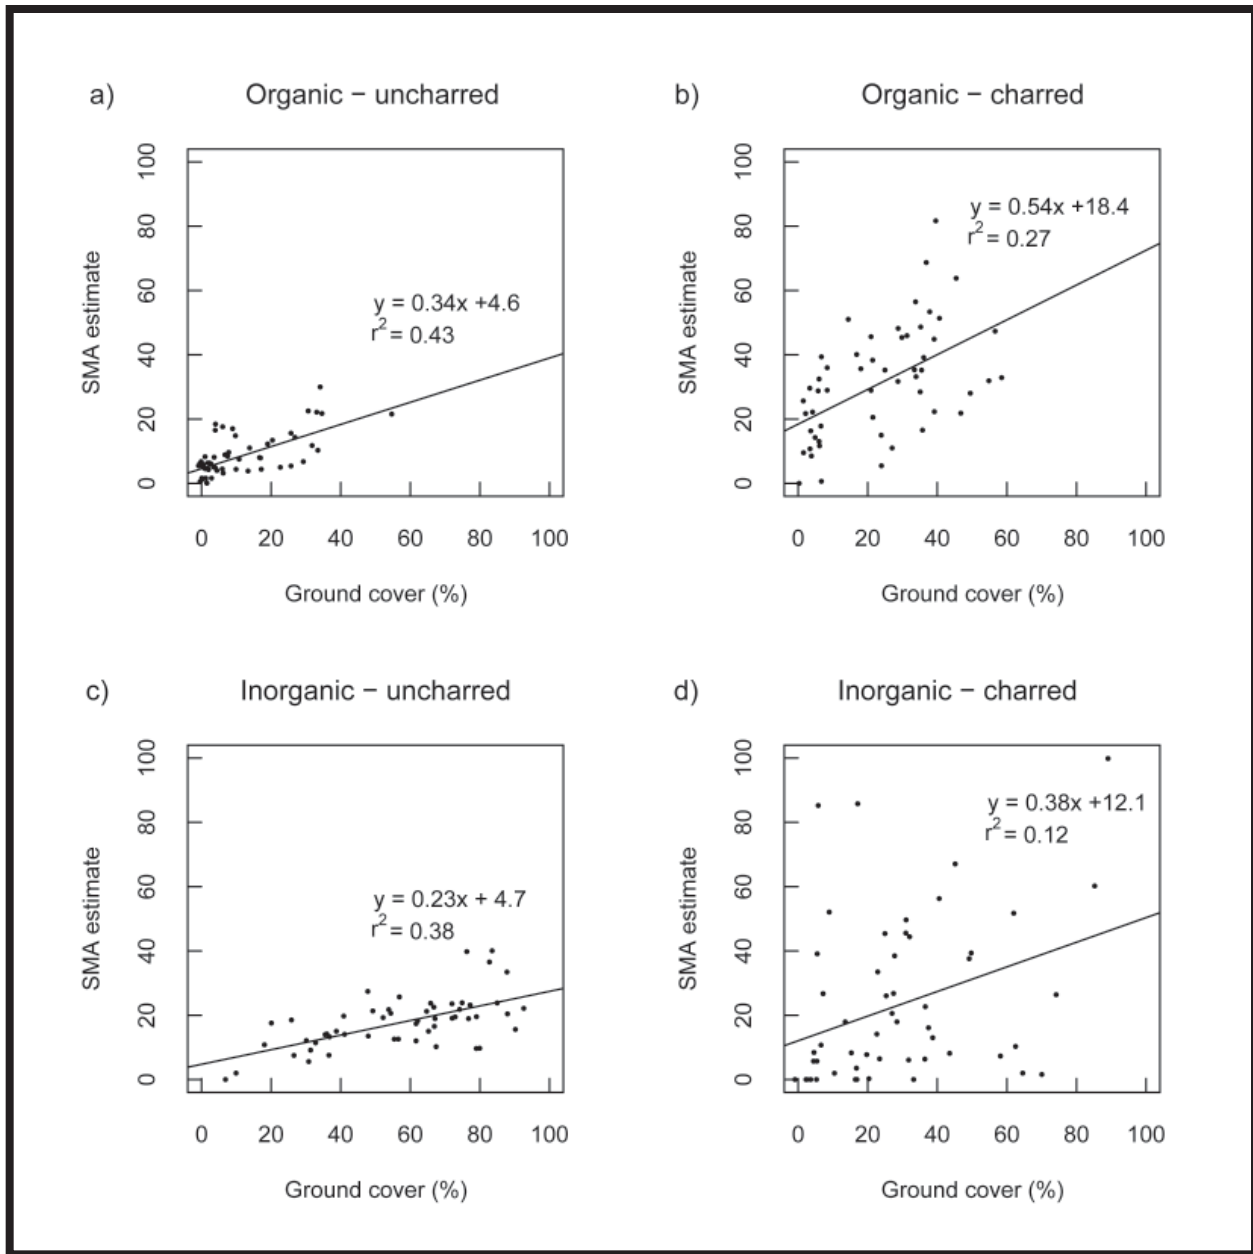 a) Organic − uncharred
SMA estimate
100
80
60
40
20
0
y = 0.34x +4.6
r2 = 0.43
0 20 40 60 80 100
Ground cover (%)
b) Organic − charred
SMA estimate
100
80
60
40
20
0
y = 0.54x +18.4
r2 = 0.27
0 20 40 60 80 100
Ground cover (%)
c) Inorganic − uncharred
SMA estimate
100
80
60
40
20
0
y = 0.23x + 4.7
r2 = 0.38
0 20 40 60 80 100
Ground cover (%)
d) Inorganic − charred
SMA estimate
100
80
60
40
20
0
y = 0.38x +12.1
r2 = 0.12
0 20 40 60 80 100
Ground cover (%)